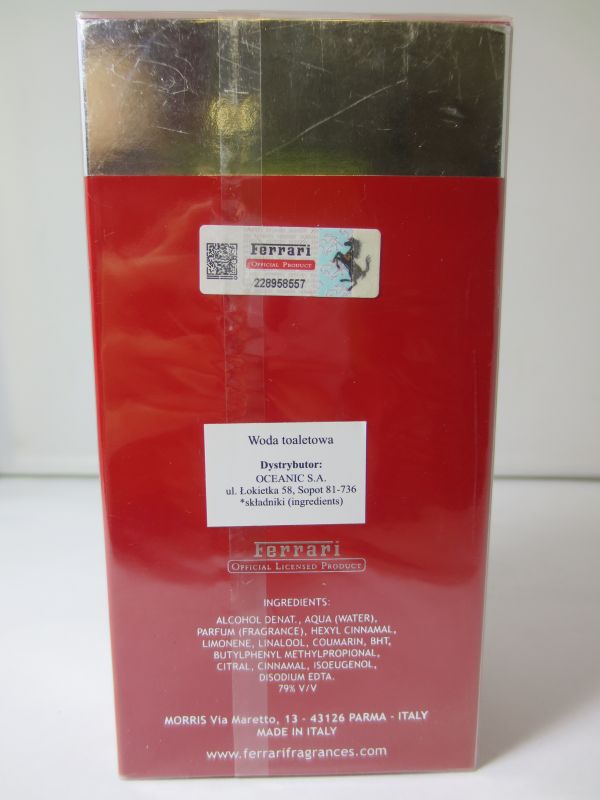 Ferrari
OFFICIAL PRODUCT
228958557
Woda toaletowa
Dystrybutor:
OCEANIC S.A.
ul. Łokietka 58, Sopot 81-736
*składniki (ingredients)
Ferrari
OFFICIAL LICENSED PRODUCT
INGREDIENTS:
ALCOHOL DENAT., AQUA (WATER),
PARFUM (FRAGRANCE), HEXYL CINNAMAL,
LIMONENE, LINALOOL, COUMARIN, BHT,
BUTYLPHENYL METHYLPROPIONAL,
CITRAL, CINNAMAL, ISOEUGENOL,
DISODIUM EDTA.
79% V/V
MORRIS Via Maretto, 13 - 43126 PARMA - ITALY
MADE IN ITALY
www.ferrarifragrances.com